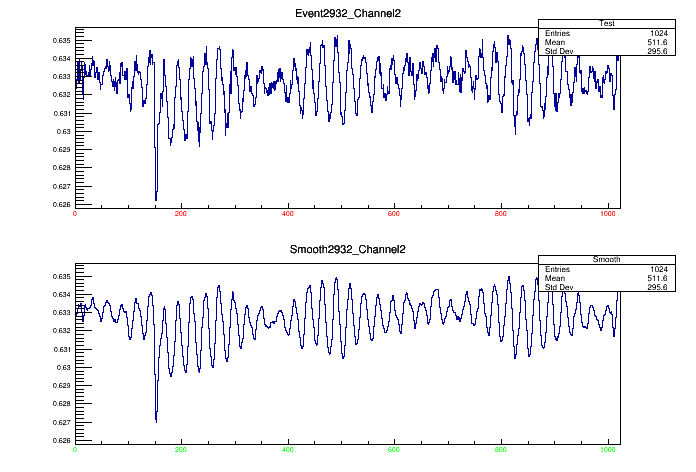 Event2932_Channel2
Test
Entries 1024
Mean 511.6
Std Dev 295.6
0.635
0.634
0.633
0.632
0.631
0.63
0.629
0.628
0.627
0.626
0 200 400 600 800 1000
Smooth2932_Channel2
Smooth
Entries 1024
Mean 511.6
Std Dev 295.6
0.635
0.634
0.633
0.632
0.631
0.63
0.629
0.628
0.627
0.626
0 200 400 600 800 1000